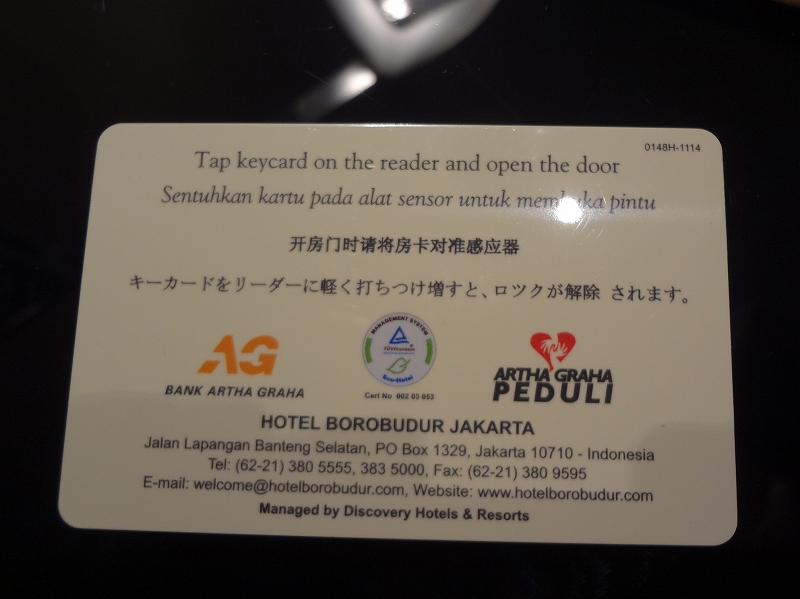 0148H-1114
Tap keycard on the reader and open the door
Sentuhkan kartu pada alat sensor untuk membuka pintu
开房门时请将房卡对准感应器
キーカードをリーダーに軽く打ちつけ増すと、ロツクが解除 されます。
AG
BANK ARTHA GRAHA
MANAGEMENT SYSTEM
Eco-Hotel
Cert No 002 03 053
ARTHA GRAHA
PEDULI
HOTEL BOROBUDUR JAKARTA
Jalan Lapangan Banteng Selatan, PO Box 1329, Jakarta 10710 - Indonesia
Tel: (62-21) 380 5555, 383 5000, Fax: (62-21) 380 9595
E-mail: welcome@hotelborobudur.com, Website: www.hotelborobudur.com
Managed by Discovery Hotels & Resorts